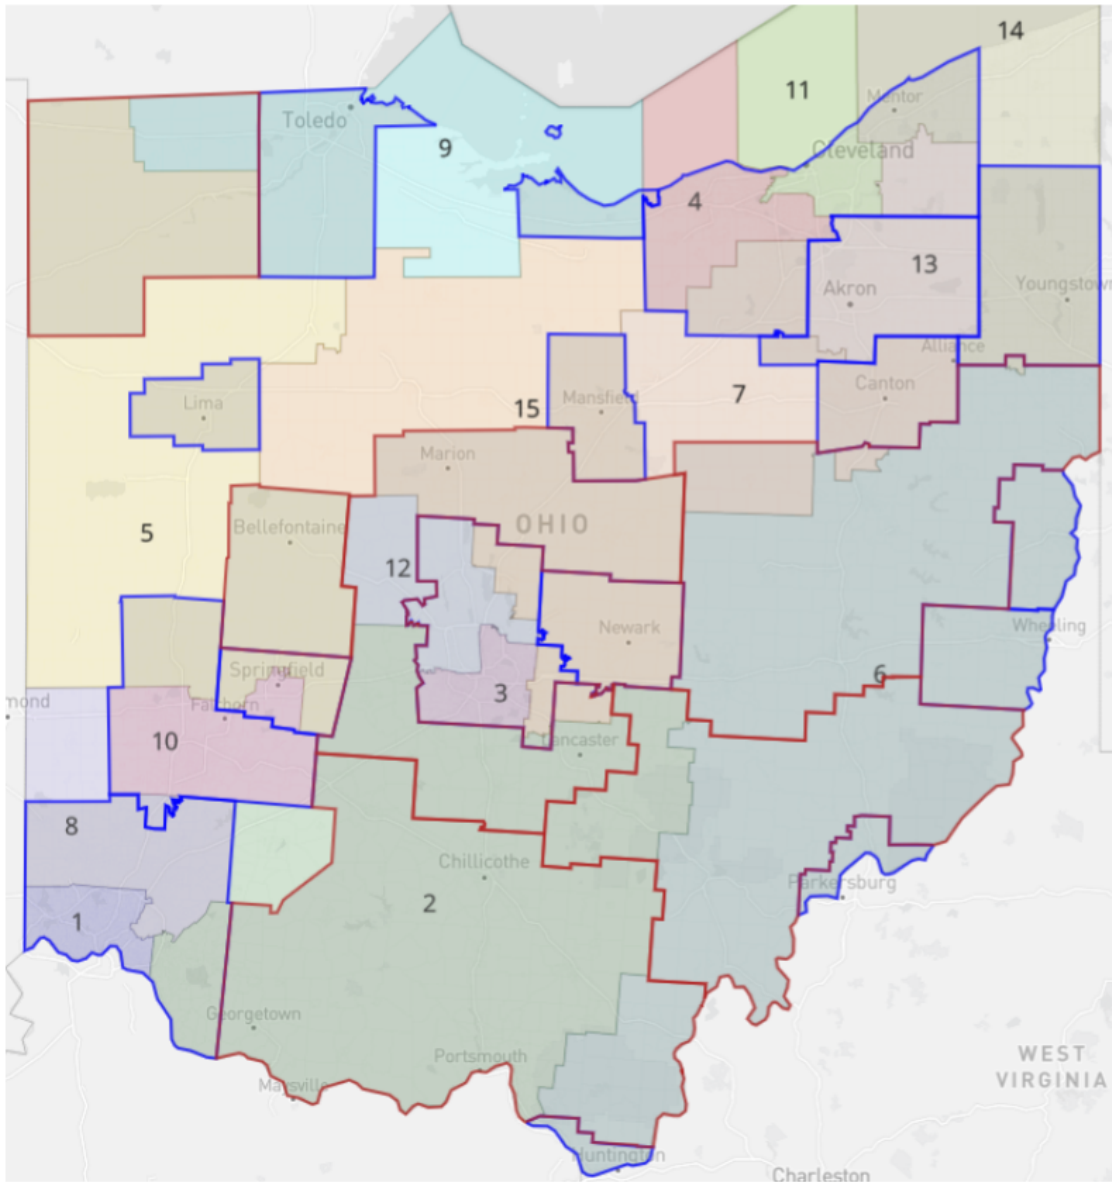 14
11
Mentor
Toledo
9
Cleveland
4
13
Akron
Youngstown
Alliance
Canton
7
Mansfield
Lima
15
Marion
OHIO
Bellefontaine
5
12
Newark
Wheeling
Springfield
6
3
mond
Fairborn
10
Lancaster
8
Chillicothe
Parkersburg
2
1
Georgetown
Portsmouth
WEST
VIRGINIA
Maysville
Huntington
Charleston